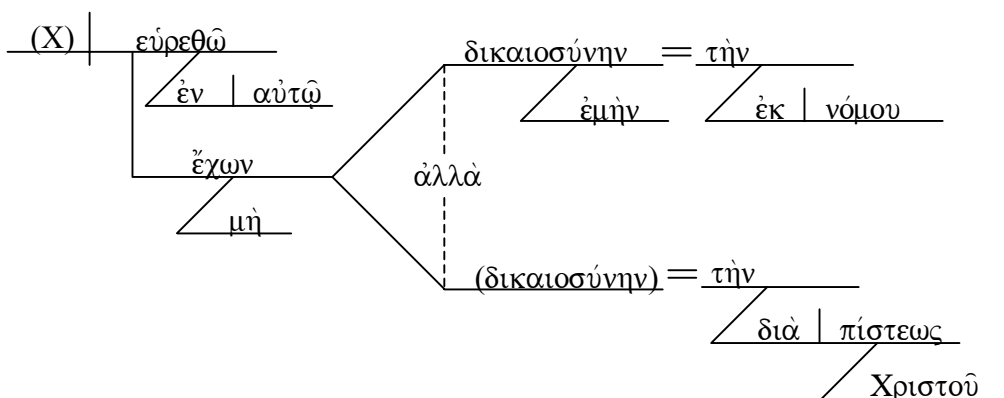 (Χ) εὑρεθῶ δικαιοσύνην = τὴν
ἐν αὐτῷ ἐμὴν ἐκ νόμου
ἔχων ἀλλὰ
μὴ
(δικαιοσύνην) = τὴν
διὰ πίστεως
Χριστοῦ